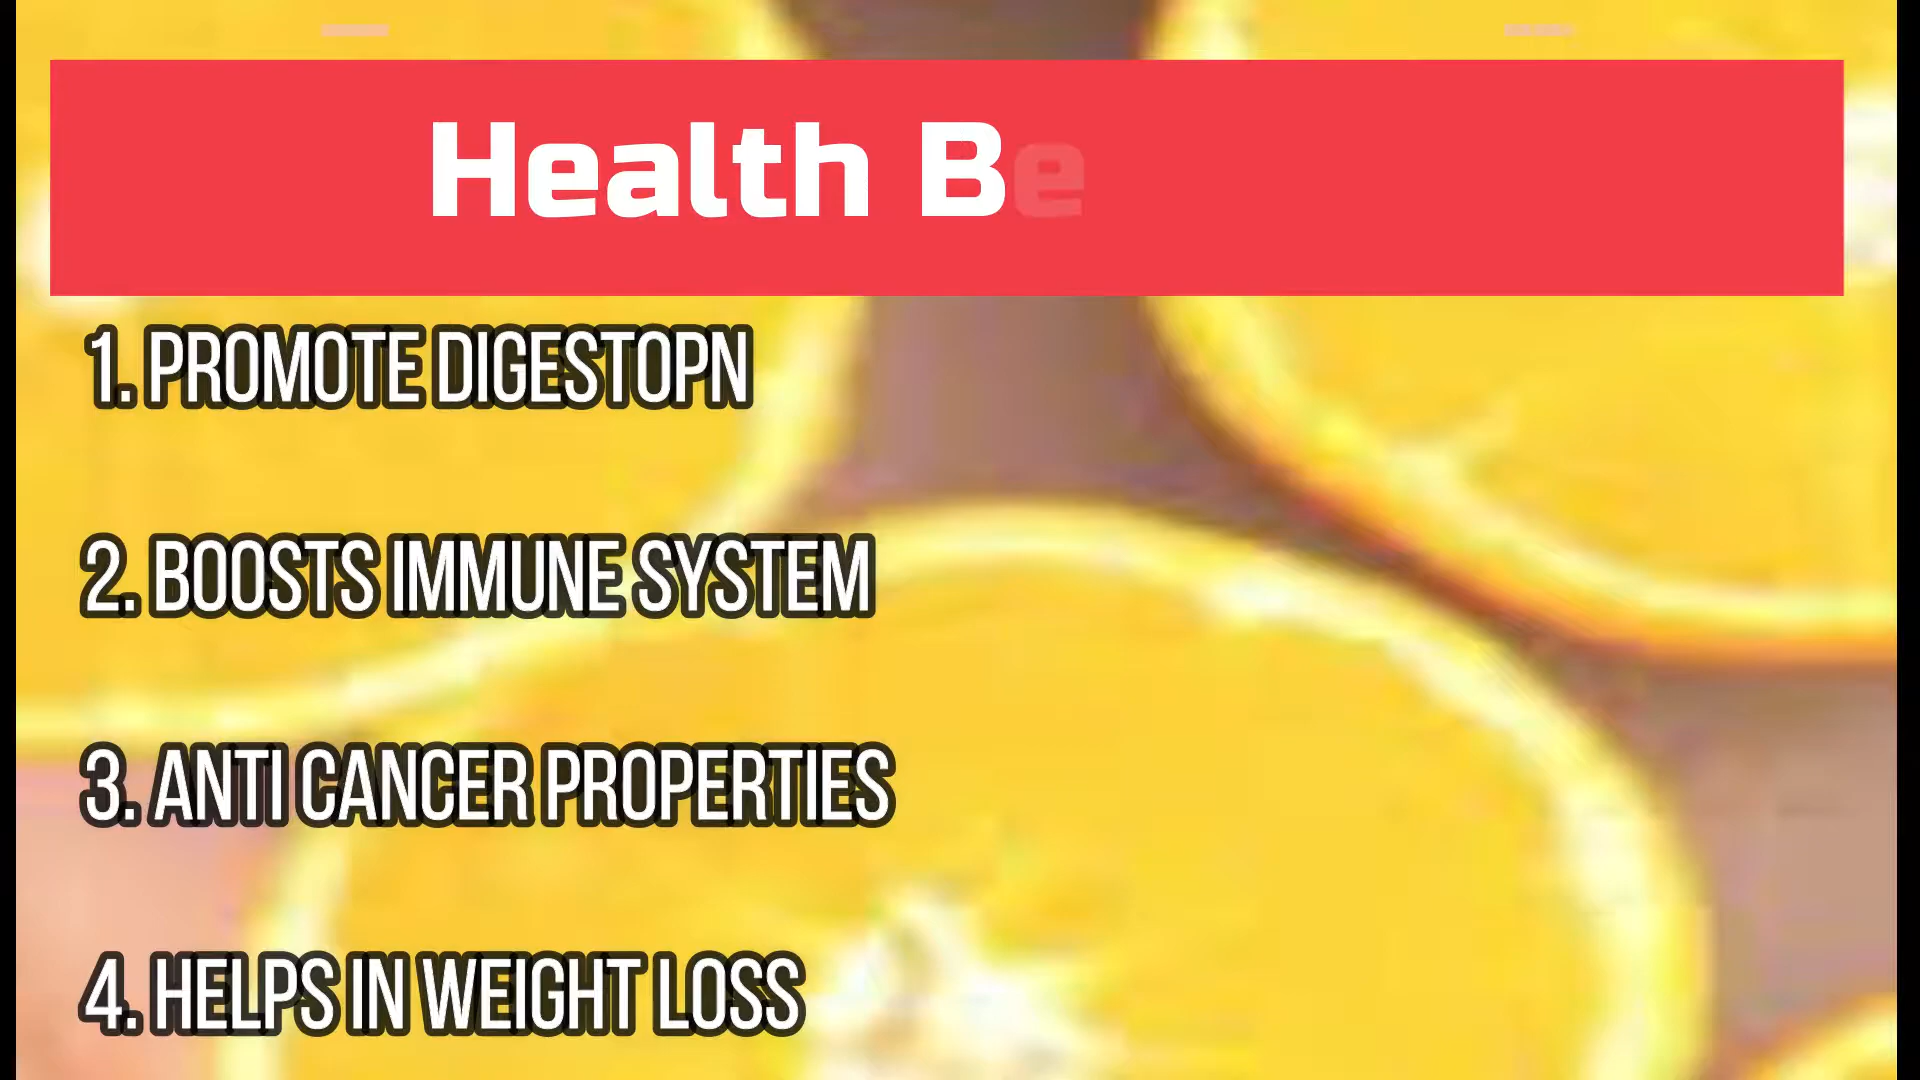 Health Be
1. PROMOTE DIGESTOPN
2. BOOSTS IMMUNE SYSTEM
3. ANTI CANCER PROPERTIES
4. HELPS IN WEIGHT LOSS